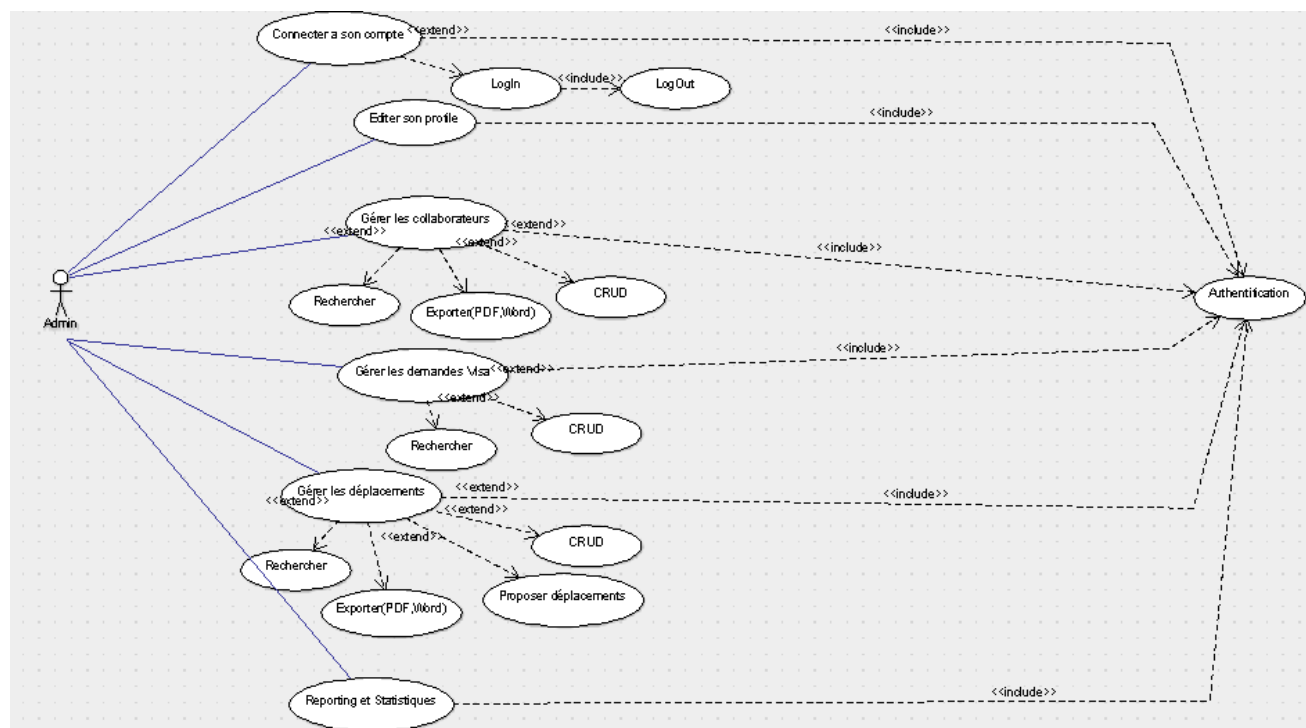 Connecter a son compte
<<extend>>
<<include>>
LogIn
<<include>>
LogOut
Editer son profile
<<include>>
Gérer les collaborateurs
<<extend>>
<<extend>>
<<extend>>
<<include>>
Rechercher
Exporter(PDF,Word)
CRUD
Authentification
Admin
Gérer les demandes Visa
<<extend>>
<<include>>
<<extend>>
Rechercher
CRUD
Gérer les déplacements
<<extend>>
<<extend>>
<<include>>
<<extend>>
<<extend>>
CRUD
Rechercher
Proposer déplacements
Exporter(PDF,Word)
Reporting et Statistiques
<<include>>